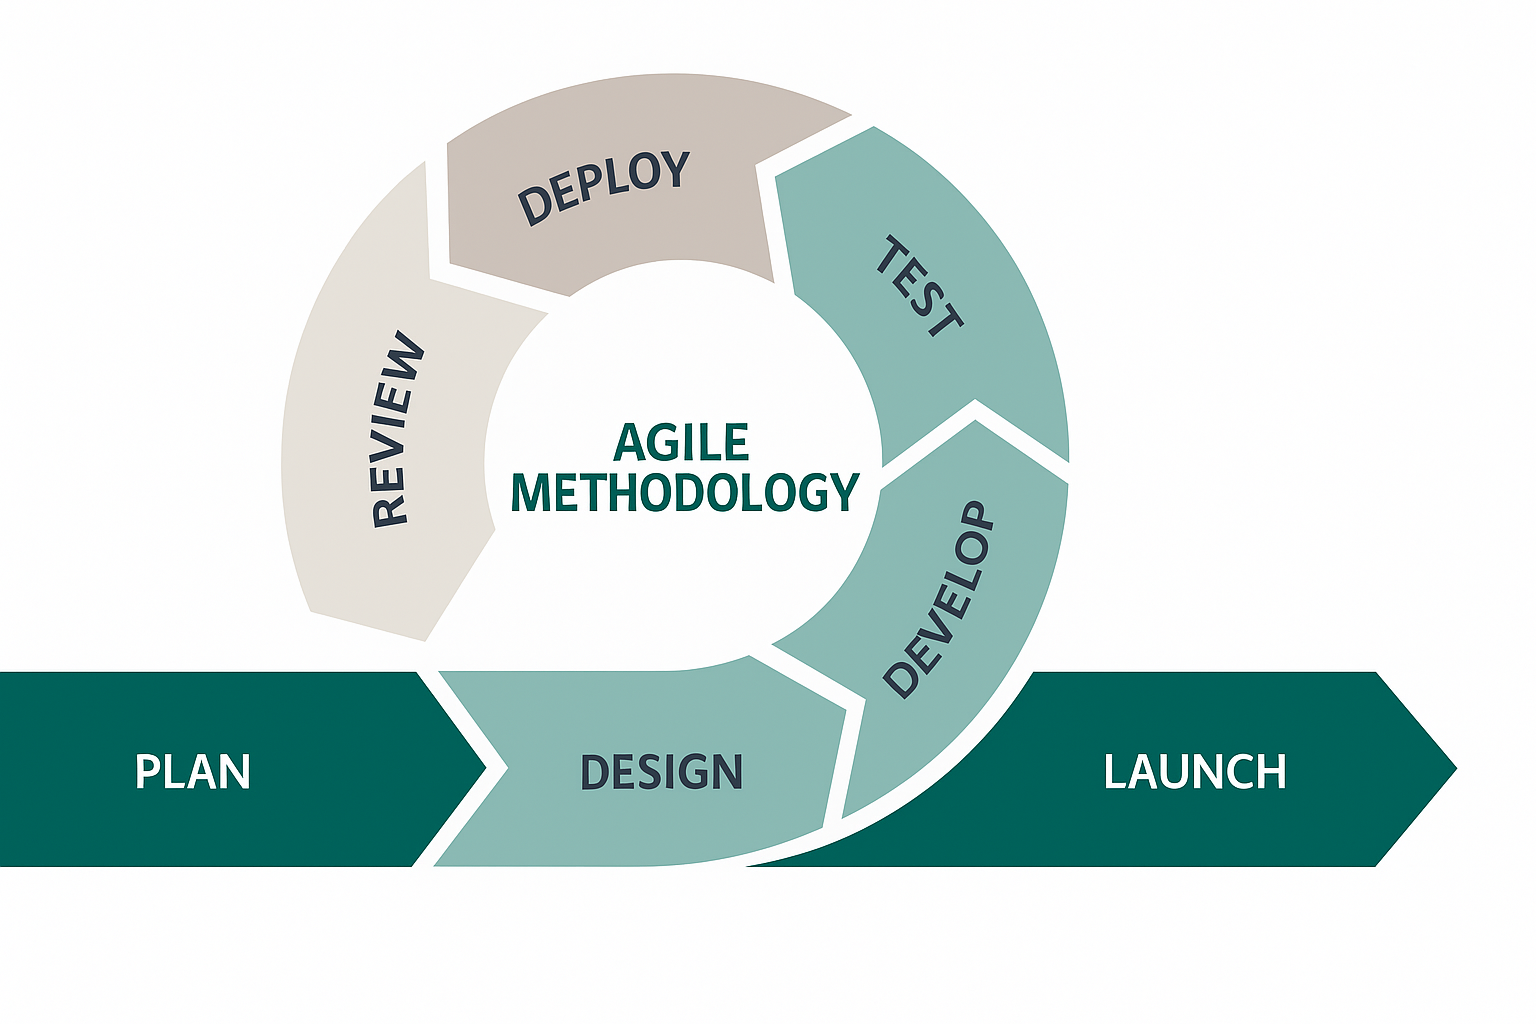 DEPLOY
TEST
REVIEW
AGILE
METHODOLOGY
DEVELOP
PLAN
DESIGN
LAUNCH